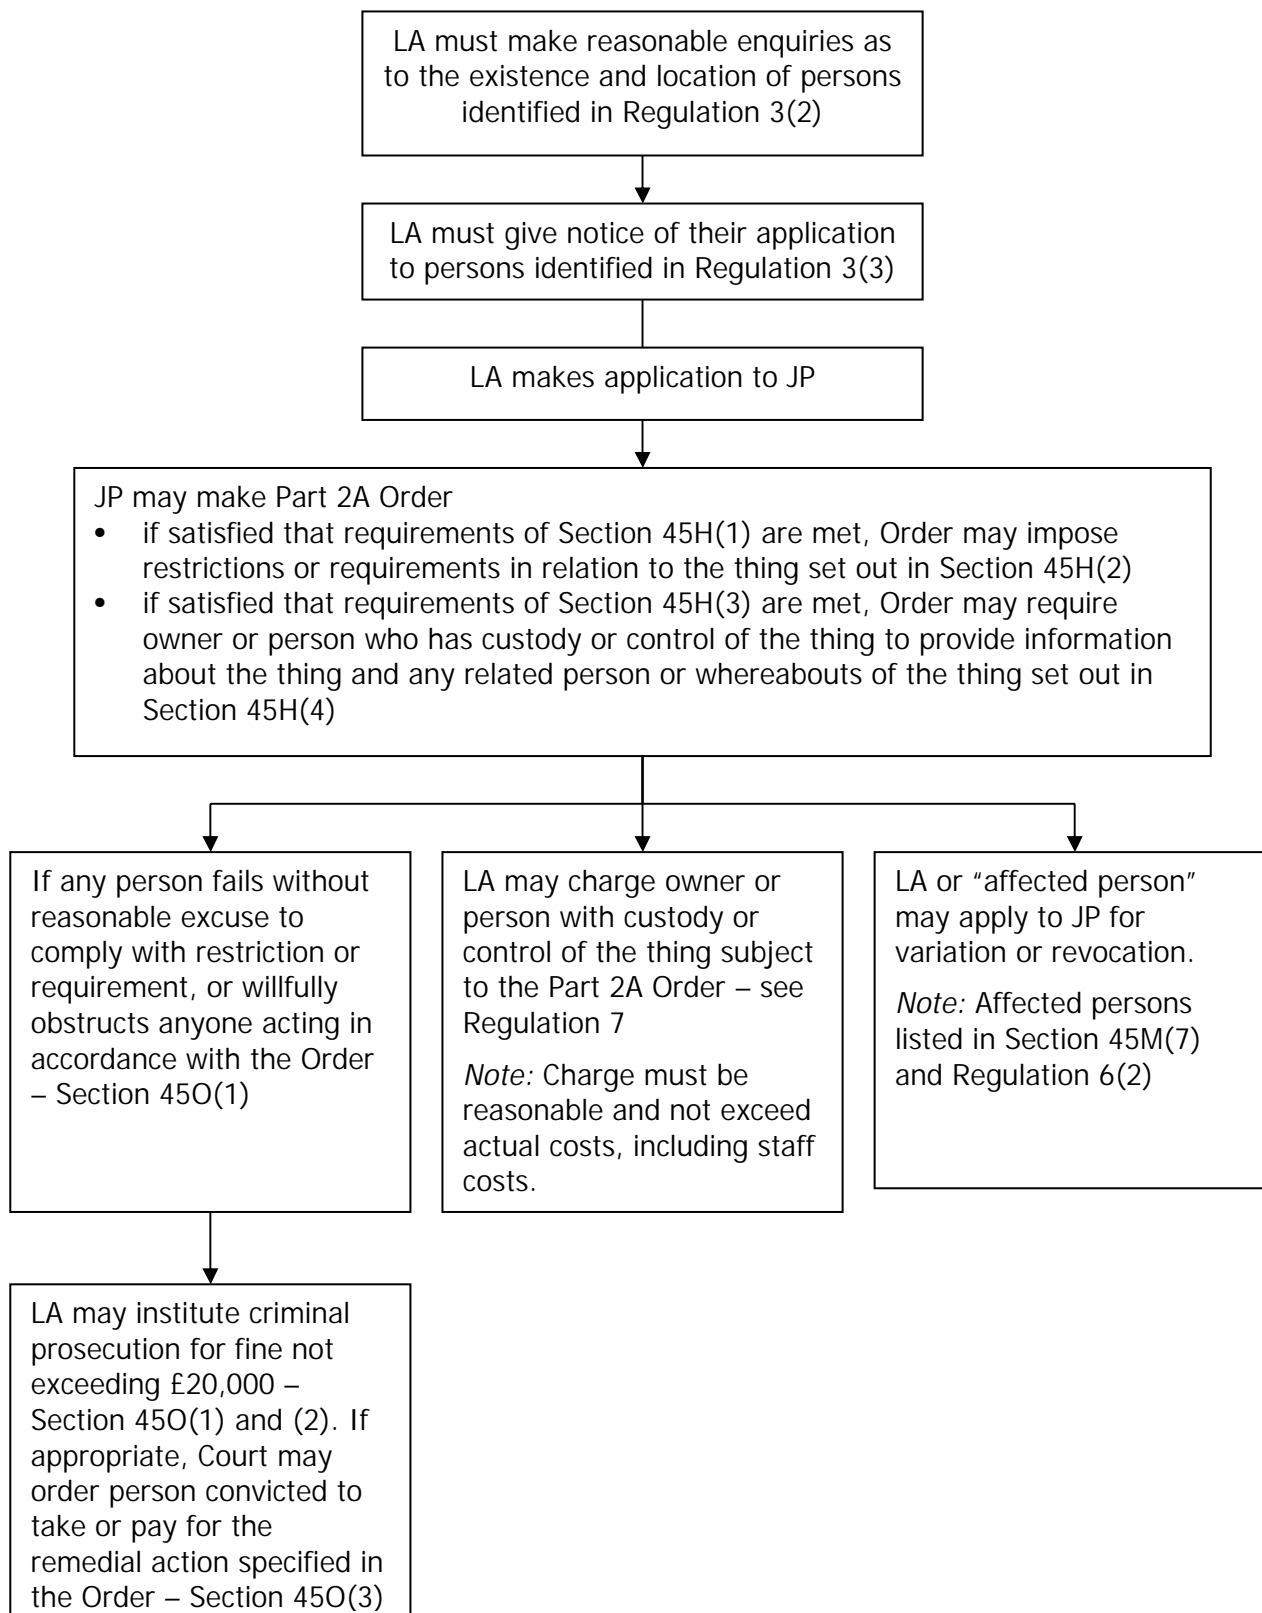 LA must make reasonable enquiries as
to the existence and location of persons
identified in Regulation 3(2)
LA must give notice of their application
to persons identified in Regulation 3(3)
LA makes application to JP
JP may make Part 2A Order
• if satisfied that requirements of Section 45H(1) are met, Order may impose
restrictions or requirements in relation to the thing set out in Section 45H(2)
• if satisfied that requirements of Section 45H(3) are met, Order may require
owner or person who has custody or control of the thing to provide information
about the thing and any related person or whereabouts of the thing set out in
Section 45H(4)
If any person fails without
reasonable excuse to
comply with restriction or
requirement, or willfully
obstructs anyone acting in
accordance with the Order
– Section 45O(1)
LA may charge owner or
person with custody or
control of the thing subject
to the Part 2A Order – see
Regulation 7
Note: Charge must be
reasonable and not exceed
actual costs, including staff
costs.
LA or “affected person”
may apply to JP for
variation or revocation.
Note: Affected persons
listed in Section 45M(7)
and Regulation 6(2)
LA may institute criminal
prosecution for fine not
exceeding £20,000 –
Section 45O(1) and (2). If
appropriate, Court may
order person convicted to
take or pay for the
remedial action specified in
the Order – Section 45O(3)